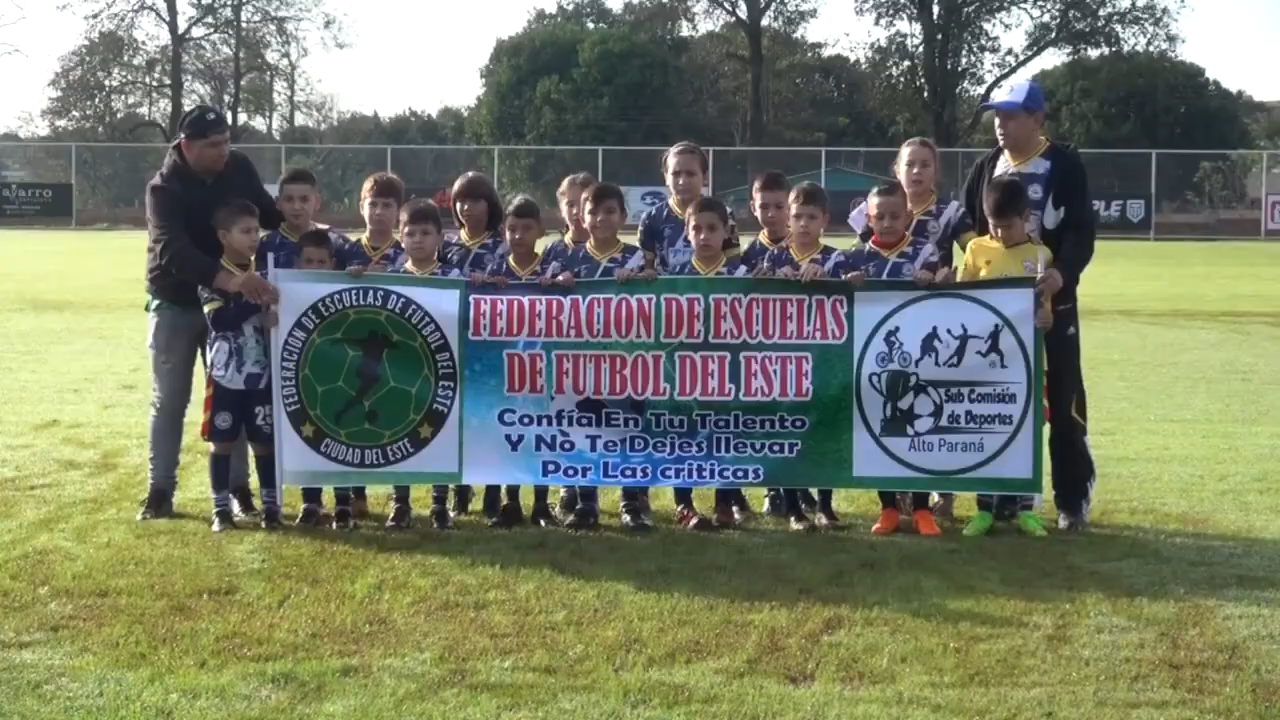 FEDERACION DE ESCUELAS DE FUTBOL DEL ESTE
CIUDAD DEL ESTE
FEDERACION DE ESCUELAS
DE FUTBOL DEL ESTE
Confía En Tu Talento
Y No Te Dejes llevar
Por Las criticas
Sub Comisión
de Deportes
Alto Paraná
25